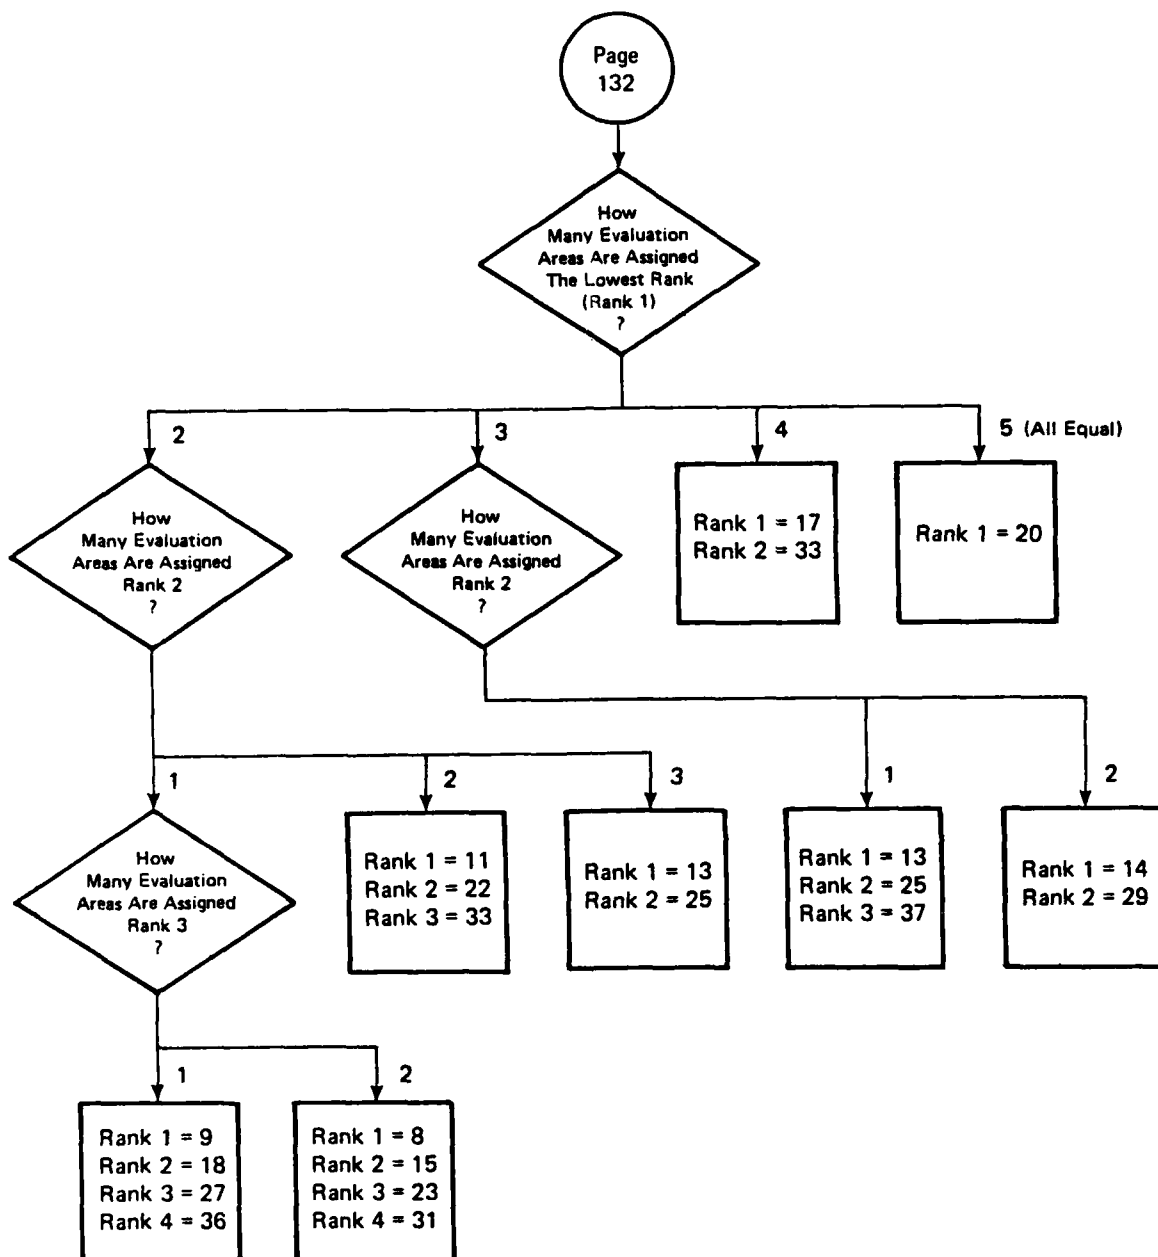 Page
132
How
Many Evaluation
Areas Are Assigned
The Lowest Rank
(Rank 1)
?
2
3
4
5 (All Equal)
How
Many Evaluation
Areas Are Assigned
Rank 2
?
How
Many Evaluation
Areas Are Assigned
Rank 2
?
Rank 1 = 17
Rank 2 = 33
Rank 1 = 20
1
2
3
1
2
How
Many Evaluation
Areas Are Assigned
Rank 3
?
Rank 1 = 11
Rank 2 = 22
Rank 3 = 33
Rank 1 = 13
Rank 2 = 25
Rank 1 = 13
Rank 2 = 25
Rank 3 = 37
Rank 1 = 14
Rank 2 = 29
1
2
Rank 1 = 9
Rank 2 = 18
Rank 3 = 27
Rank 4 = 36
Rank 1 = 8
Rank 2 = 15
Rank 3 = 23
Rank 4 = 31